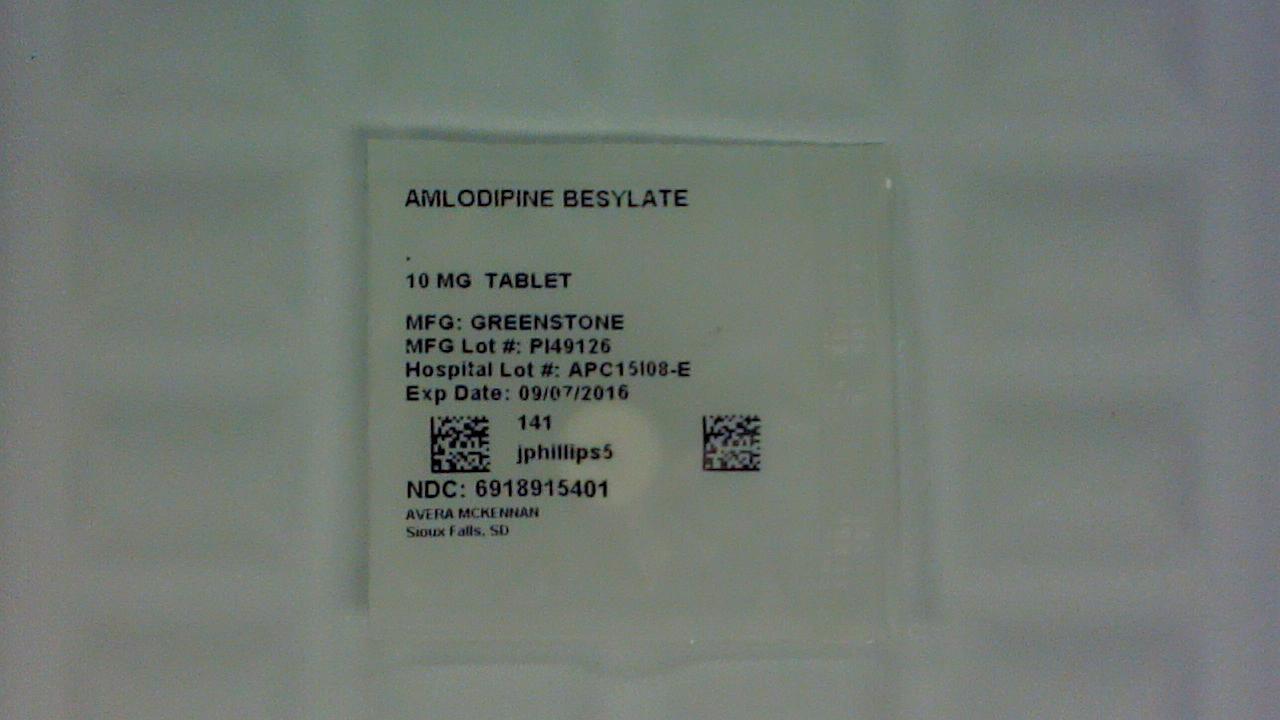 AMLODIPINE BESYLATE
.
10 MG TABLET
MFG: GREENSTONE
MFG Lot #: PI49126
Hospital Lot #: APC15I08-E
Exp Date: 09/07/2016
141
jphillips5
NDC: 6918915401
AVERA MCKENNAN
Sioux Falls, SD